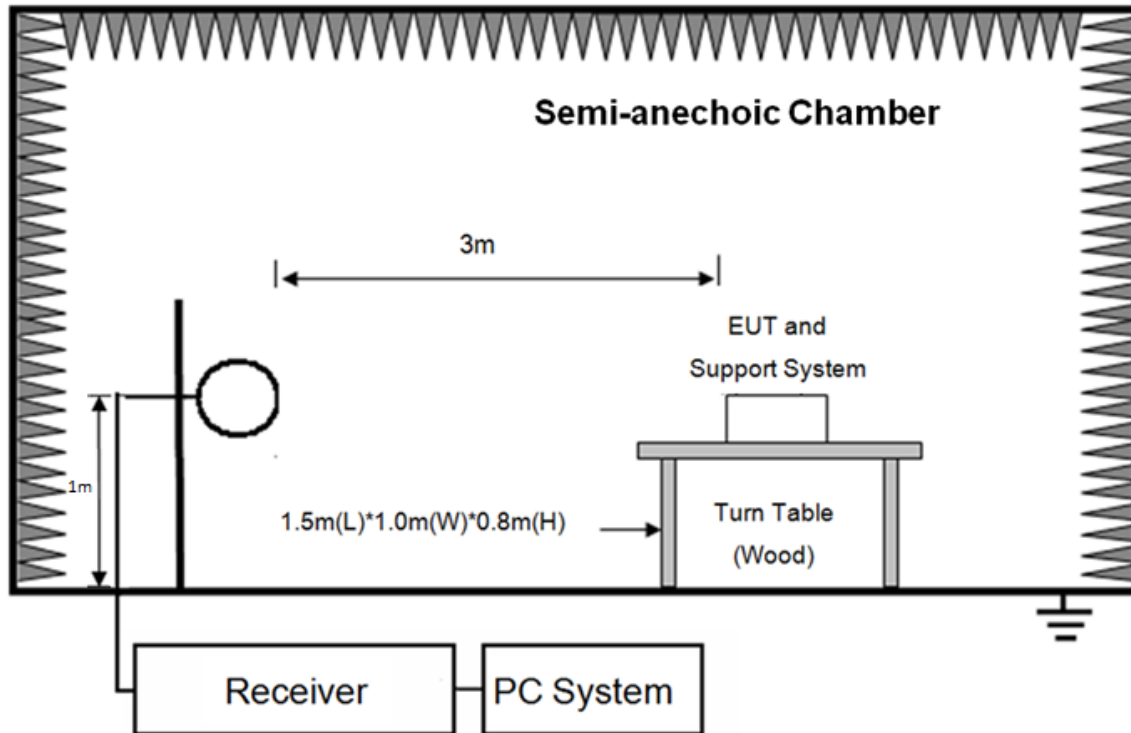 Semi-anechoic Chamber
3m
EUT and
Support System
1m
1.5m(L)*1.0m(W)*0.8m(H)
Turn Table
(Wood)
Receiver
PC System